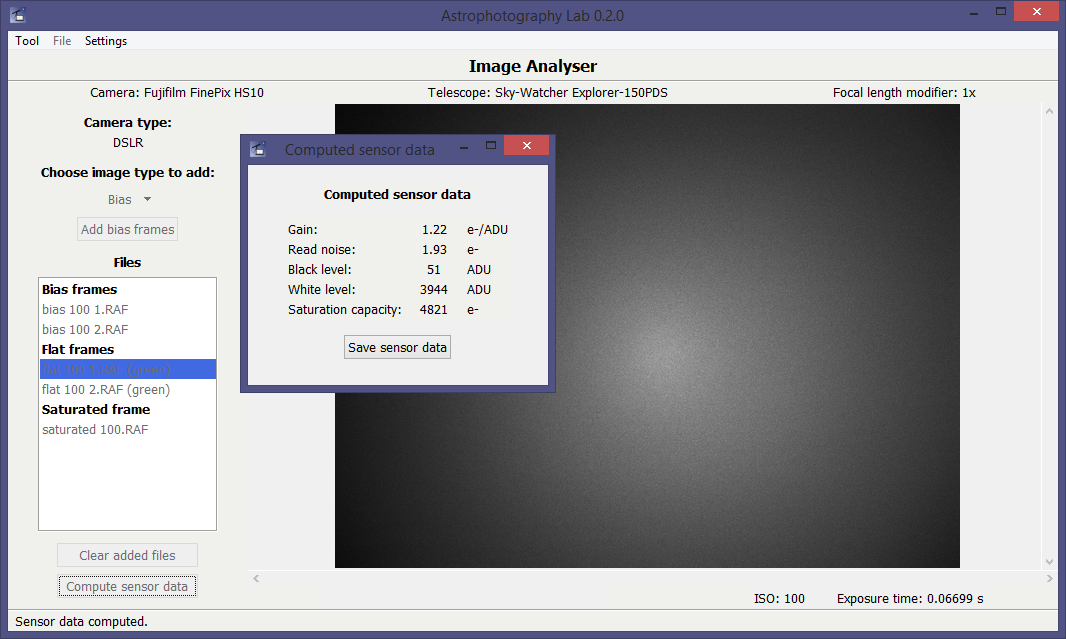 Astrophotography Lab 0.2.0
Tool File Settings
Image Analyser
Camera: Fujifilm FinePix HS10 Telescope: Sky-Watcher Explorer-150PDS Focal length modifier: 1x
Camera type:
DSLR
Choose image type to add:
Bias
Add bias frames
Files
Bias frames
bias 100 1.RAF
bias 100 2.RAF
Flat frames
flat 100 1.RAF (green)
flat 100 2.RAF (green)
Saturated frame
saturated 100.RAF
Clear added files
Compute sensor data
Computed sensor data
Computed sensor data
Gain: 1.22 e-/ADU
Read noise: 1.93 e-
Black level: 51 ADU
White level: 3944 ADU
Saturation capacity: 4821 e-
Save sensor data
ISO: 100 Exposure time: 0.06699 s
Sensor data computed.